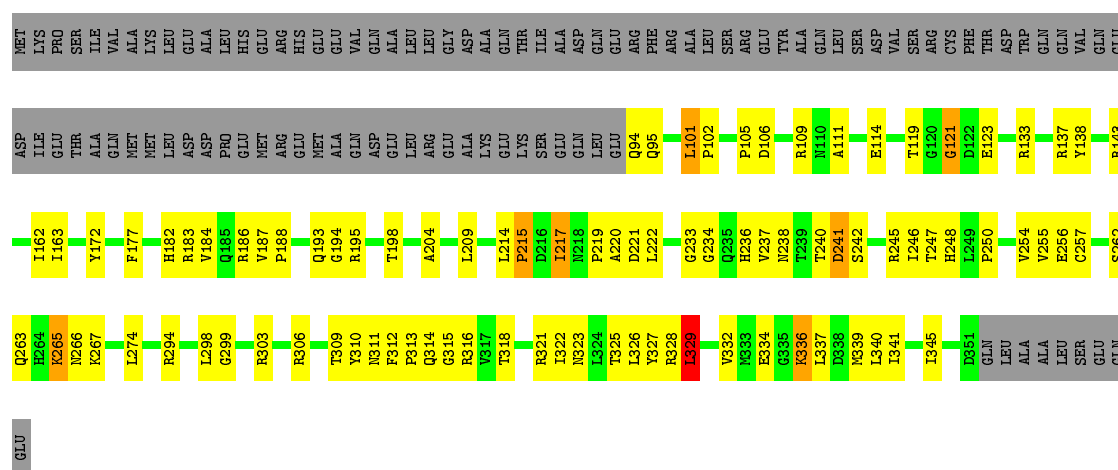 MET LYS PRO SER ILE VAL ALA LYS LEU GLU ALA LEU HIS GLU ARG HIS GLU GLU VAL GLN ALA LEU LEU GLY ASP ALA GLN THR ILE ALA ASP GLN GLU ARG PHE ARG ALA LEU SER ARG GLU TYR ALA GLN LEU SER ASP VAL SER ARG CYS PHE THR ASP TRP GLN GLN VAL GLN GLU
ASP ILE GLU THR ALA GLN MET MET LEU ASP ASP PRO GLU MET ARG GLU MET ALA GLN ASP GLU LEU ARG GLU ALA LYS GLU LYS SER GLU GLN LEU GLU Q94 Q95 L101 P102 P105 D106 R109 N110 A111 E114 T119 G120 G121 D122 E123 R133 R137 Y138 R143
I162 I163 Y172 F177 H182 R183 V184 Q185 R186 V187 P188 Q193 G194 R195 T198 A204 L209 L214 P215 D216 I217 N218 P219 A220 D221 L222 G233 G234 Q235 H236 V237 N238 T239 T240 D241 S242 R245 I246 T247 H248 L249 P250 V254 V255 E256 C257 S262
Q263 H264 K265 N266 K267 L274 R294 L298 G299 R303 R306 T309 Y310 N311 F312 P313 Q314 G315 R316 V317 T318 R321 I322 N323 L324 T325 L326 Y327 R328 L329 V332 M333 E334 G335 K336 L337 D338 M339 L340 I341 I345 D351 GLN LEU ALA ALA LEU SER GLU GLN
GLU